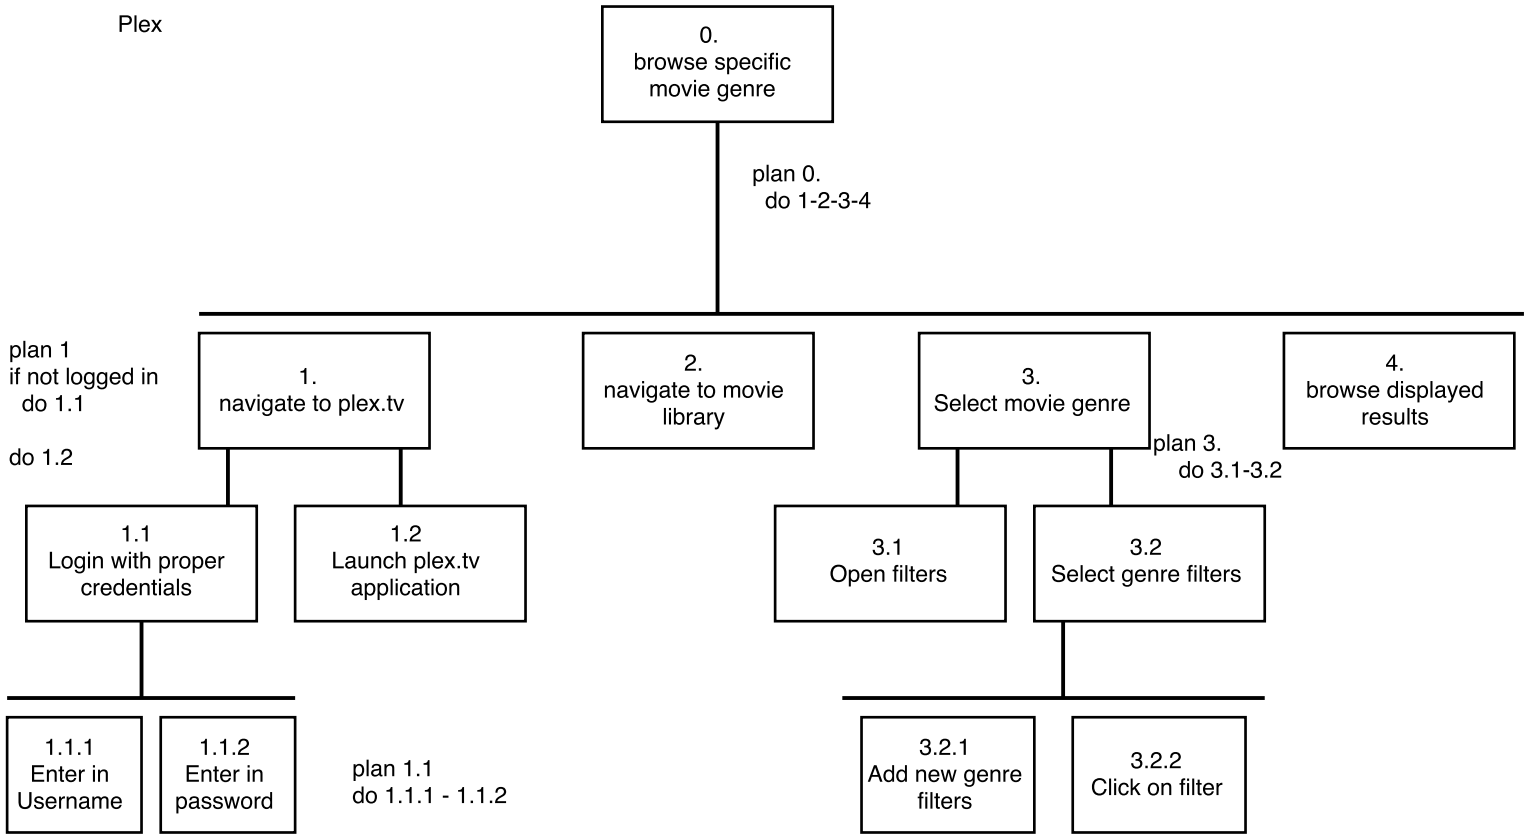 Plex
0.
browse specific
movie genre
plan 0.
do 1-2-3-4
plan 1
if not logged in
do 1.1
do 1.2
1.
navigate to plex.tv
2.
navigate to movie
library
3.
Select movie genre
4.
browse displayed
results
plan 3.
do 3.1-3.2
1.1
Login with proper
credentials
1.2
Launch plex.tv
application
3.1
Open filters
3.2
Select genre filters
1.1.1
Enter in
Username
1.1.2
Enter in
password
plan 1.1
do 1.1.1 - 1.1.2
3.2.1
Add new genre
filters
3.2.2
Click on filter